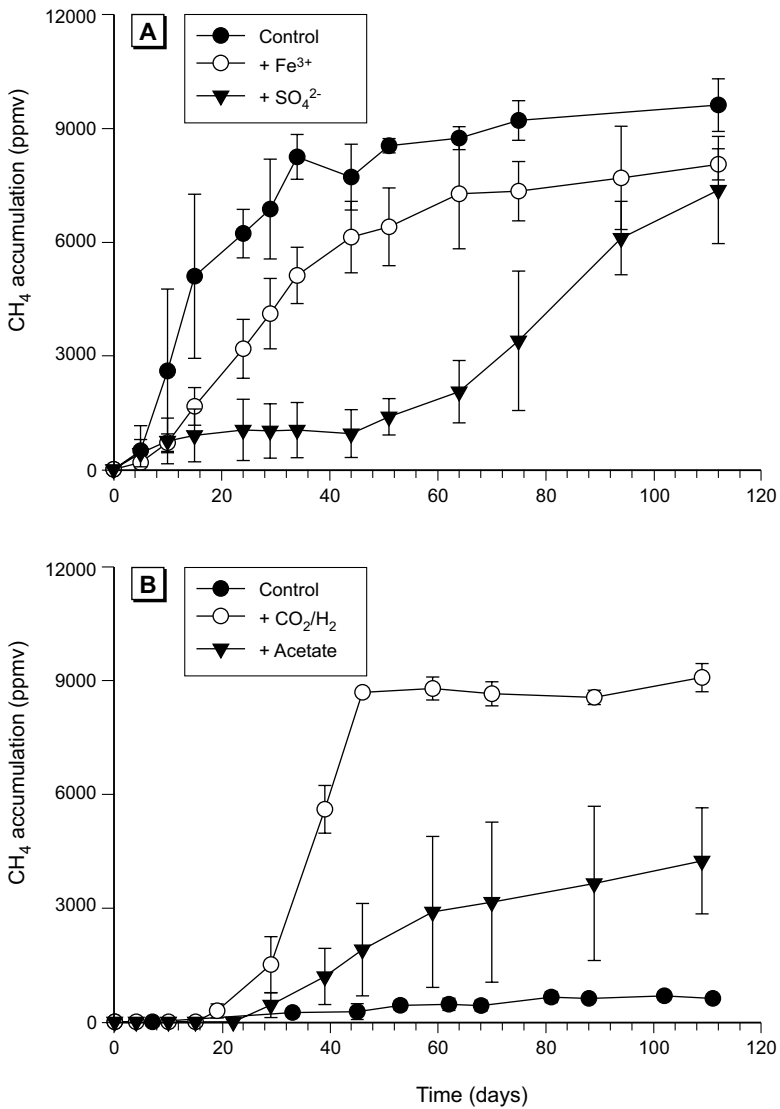 12000
A
Control
+ Fe³⁺
+ SO₄²⁻
9000
6000
3000
0
CH₄ accumulation (ppmv)
0 20 40 60 80 100 120
12000
B
Control
+ CO₂/H₂
+ Acetate
9000
6000
3000
0
CH₄ accumulation (ppmv)
0 20 40 60 80 100 120
Time (days)